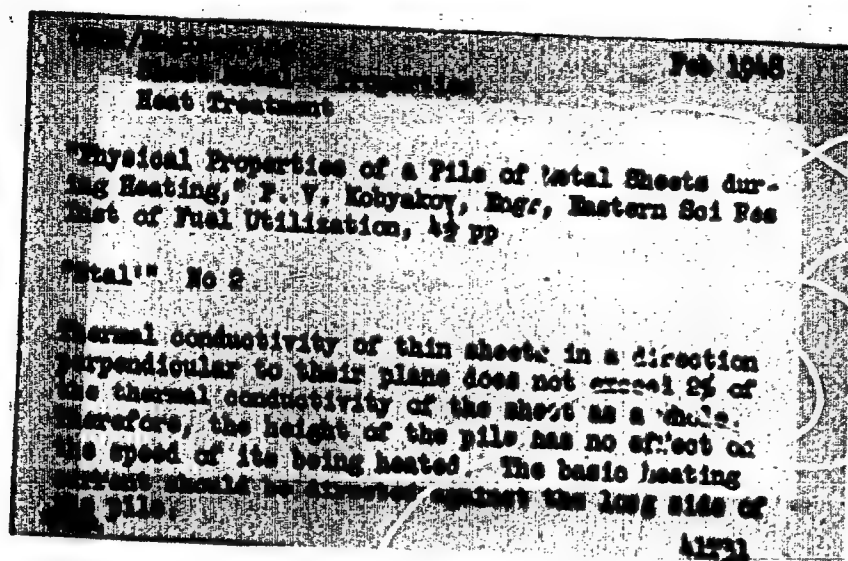 Sheet Metal - Properties
Feb 1948
Heat Treatment
"Physical Properties of a Pile of Metal Sheets dur-
ing Heating," P. V. Kobyakov, Engr, Eastern Sci Res
Inst of Fuel Utilization, 4½ pp
"Stal'" No 2
Thermal conductivity of thin sheets in a direction
perpendicular to their plane does not exceed 2% of
the thermal conductivity of the sheet as a whole.
Therefore, the height of the pile has no effect on
the speed of its being heated. The basic heating
current should be directed against the long side of
the pile.